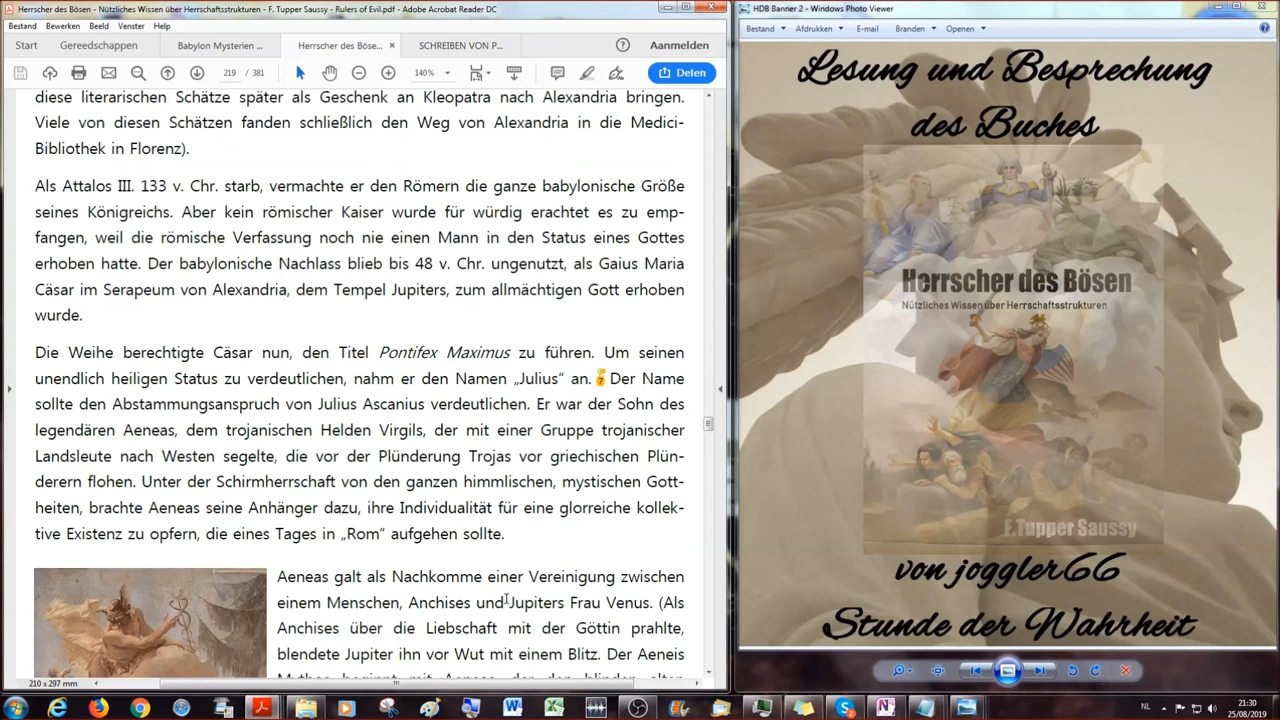 Herrscher des Bösen - Nützliches Wissen über Herrschaftsstrukturen - F. Tupper Saussy - Rulers of Evil.pdf - Adobe Acrobat Reader DC
Bestand Bewerken Beeld Venster Help
Start Gereedschappen Babylon Mysterien ... Herrscher des Böse... × SCHREIBEN VON P... Aanmelden
219 / 381 140% Delen
diese literarischen Schätze später als Geschenk an Kleopatra nach Alexandria bringen.
Viele von diesen Schätzen fanden schließlich den Weg von Alexandria in die Medici-
Bibliothek in Florenz).
Als Attalos III. 133 v. Chr. starb, vermachte er den Römern die ganze babylonische Größe
seines Königreichs. Aber kein römischer Kaiser wurde für würdig erachtet es zu emp-
fangen, weil die römische Verfassung noch nie einen Mann in den Status eines Gottes
erhoben hatte. Der babylonische Nachlass blieb bis 48 v. Chr. ungenutzt, als Gaius Maria
Cäsar im Serapeum von Alexandria, dem Tempel Jupiters, zum allmächtigen Gott erhoben
wurde.
Die Weihe berechtigte Cäsar nun, den Titel Pontifex Maximus zu führen. Um seinen
unendlich heiligen Status zu verdeutlichen, nahm er den Namen „Julius“ an. 7 Der Name
sollte den Abstammungsanspruch von Julius Ascanius verdeutlichen. Er war der Sohn des
legendären Aeneas, dem trojanischen Helden Virgils, der mit einer Gruppe trojanischer
Landsleute nach Westen segelte, die vor der Plünderung Trojas vor griechischen Plün-
derern flohen. Unter der Schirmherrschaft von den ganzen himmlischen, mystischen Gott-
heiten, brachte Aeneas seine Anhänger dazu, ihre Individualität für eine glorreiche kollek-
tive Existenz zu opfern, die eines Tages in „Rom“ aufgehen sollte.
Aeneas galt als Nachkomme einer Vereinigung zwischen
einem Menschen, Anchises und Jupiters Frau Venus. (Als
Anchises über die Liebschaft mit der Göttin prahlte,
blendete Jupiter ihn vor Wut mit einem Blitz. Der Aeneis
210 x 297 mm
HDB Banner 2 - Windows Photo Viewer
Bestand Afdrukken E-mail Branden Openen
Lesung und Besprechung
des Buches
Herrscher des Bösen
Nützliches Wissen über Herrschaftsstrukturen
F.Tupper Saussy
von joggler66
Stunde der Wahrheit
NL 21:30
25/08/2019